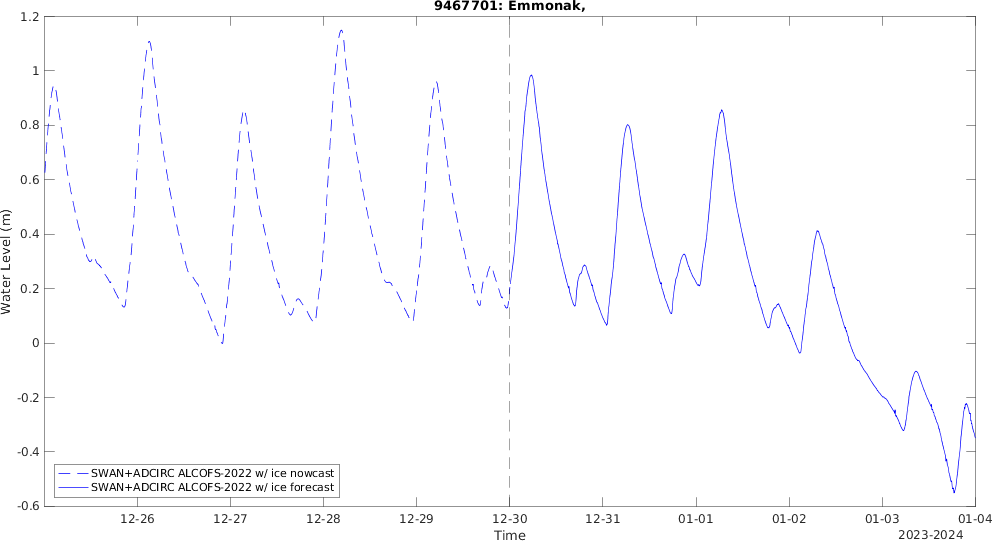 9467701: Emmonak,
1.2
1
0.8
0.6
0.4
0.2
0
-0.2
-0.4
-0.6
Water Level (m)
SWAN+ADCIRC ALCOFS-2022 w/ ice nowcast
SWAN+ADCIRC ALCOFS-2022 w/ ice forecast
12-26 12-27 12-28 12-29 12-30 12-31 01-01 01-02 01-03 01-04
Time
2023-2024